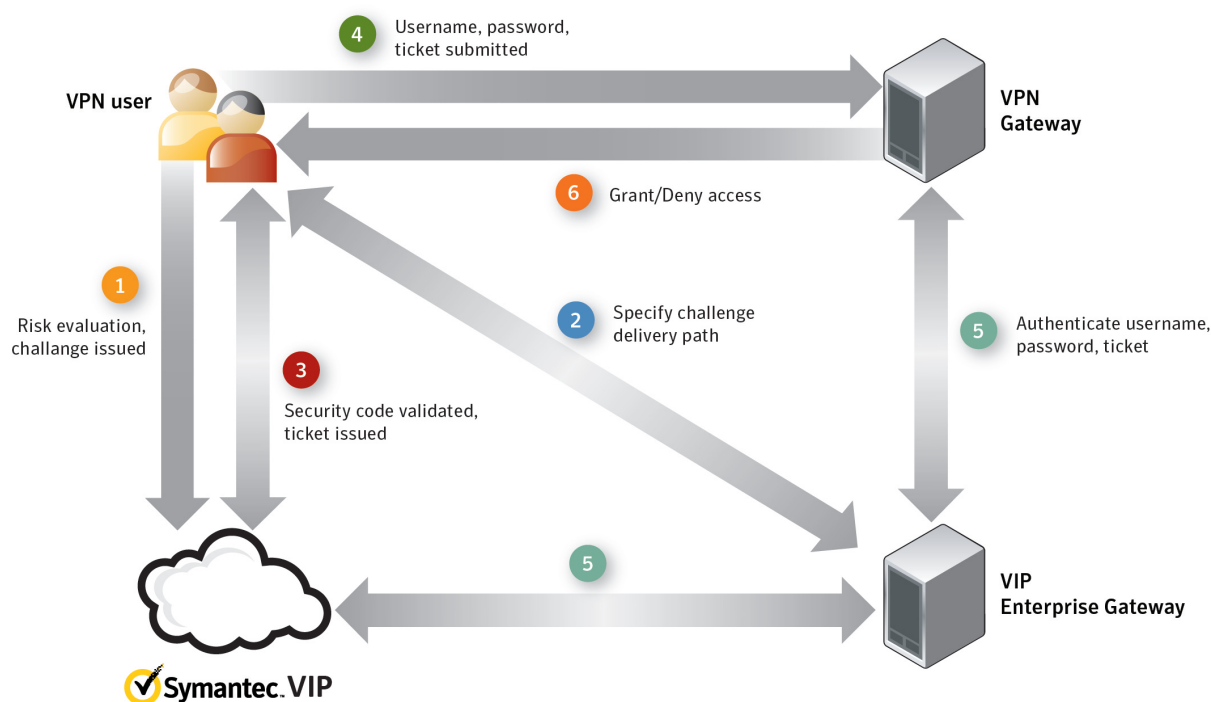 4
Username, password,
ticket submitted
VPN user
VPN
Gateway
6
Grant/Deny access
1
Risk evaluation,
challange issued
2
Specify challenge
delivery path
5
Authenticate username,
password, ticket
3
Security code validated,
ticket issued
5
VIP
Enterprise Gateway
Symantec. VIP